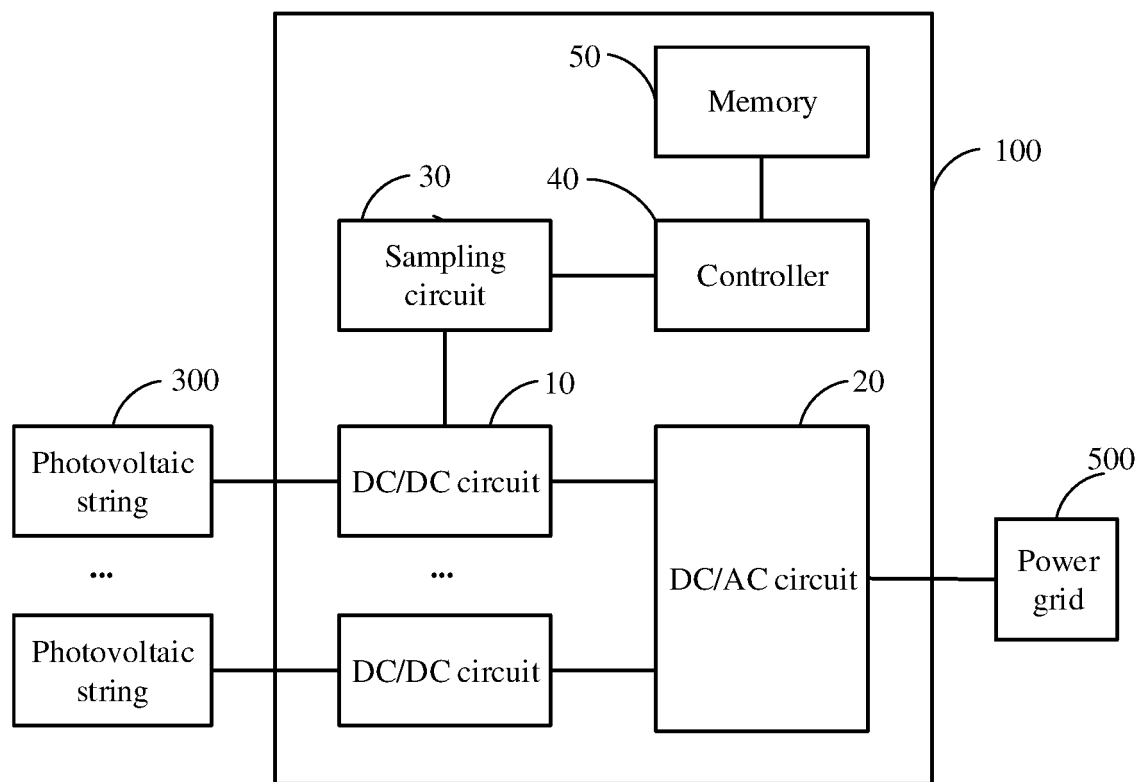 50
Memory
100
30
40
Sampling
circuit
Controller
300
10
20
Photovoltaic
string
DC/DC circuit
500
...
...
DC/AC circuit
Power
grid
Photovoltaic
string
DC/DC circuit